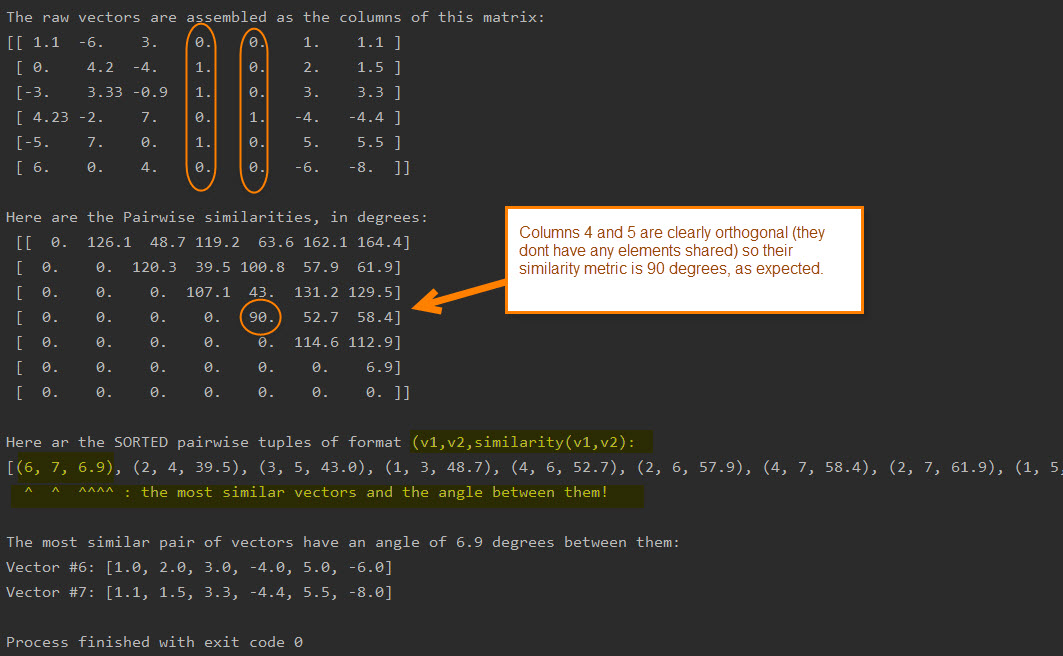 The raw vectors are assembled as the columns of this matrix:
[[ 1.1 -6. 3. 0. 0. 1. 1.1 ]
[ 0. 4.2 -4. 1. 0. 2. 1.5 ]
[-3. 3.33 -0.9 1. 0. 3. 3.3 ]
[ 4.23 -2. 7. 0. 1. -4. -4.4 ]
[-5. 7. 0. 1. 0. 5. 5.5 ]
[ 6. 0. 4. 0. 0. -6. -8. ]]
Here are the Pairwise similarities, in degrees:
[[ 0. 126.1 48.7 119.2 63.6 162.1 164.4]
[ 0. 0. 120.3 39.5 100.8 57.9 61.9]
[ 0. 0. 0. 107.1 43. 131.2 129.5]
[ 0. 0. 0. 0. 90. 52.7 58.4]
[ 0. 0. 0. 0. 0. 114.6 112.9]
[ 0. 0. 0. 0. 0. 0. 6.9]
[ 0. 0. 0. 0. 0. 0. 0. ]]
Columns 4 and 5 are clearly orthogonal (they
dont have any elements shared) so their
similarity metric is 90 degrees, as expected.
Here ar the SORTED pairwise tuples of format (v1,v2,similarity(v1,v2):
[(6, 7, 6.9), (2, 4, 39.5), (3, 5, 43.0), (1, 3, 48.7), (4, 6, 52.7), (2, 6, 57.9), (4, 7, 58.4), (2, 7, 61.9), (1, 5,
^ ^ ^^^^ : the most similar vectors and the angle between them!
The most similar pair of vectors have an angle of 6.9 degrees between them:
Vector #6: [1.0, 2.0, 3.0, -4.0, 5.0, -6.0]
Vector #7: [1.1, 1.5, 3.3, -4.4, 5.5, -8.0]
Process finished with exit code 0